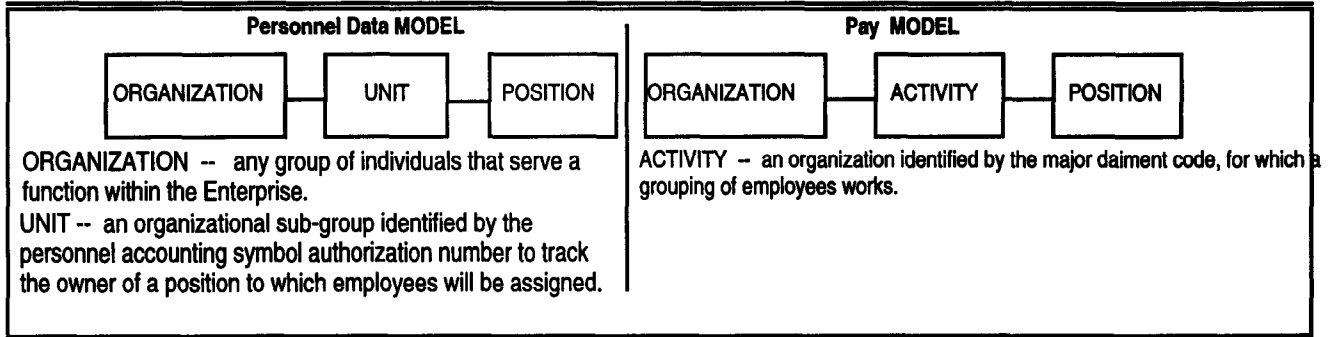 Personnel Data MODEL
ORGANIZATION
UNIT
POSITION
ORGANIZATION -- any group of individuals that serve a
function within the Enterprise.
UNIT -- an organizational sub-group identified by the
personnel accounting symbol authorization number to track
the owner of a position to which employees will be assigned.
Pay MODEL
ORGANIZATION
ACTIVITY
POSITION
ACTIVITY -- an organization identified by the major daiment code, for which a
grouping of employees works.